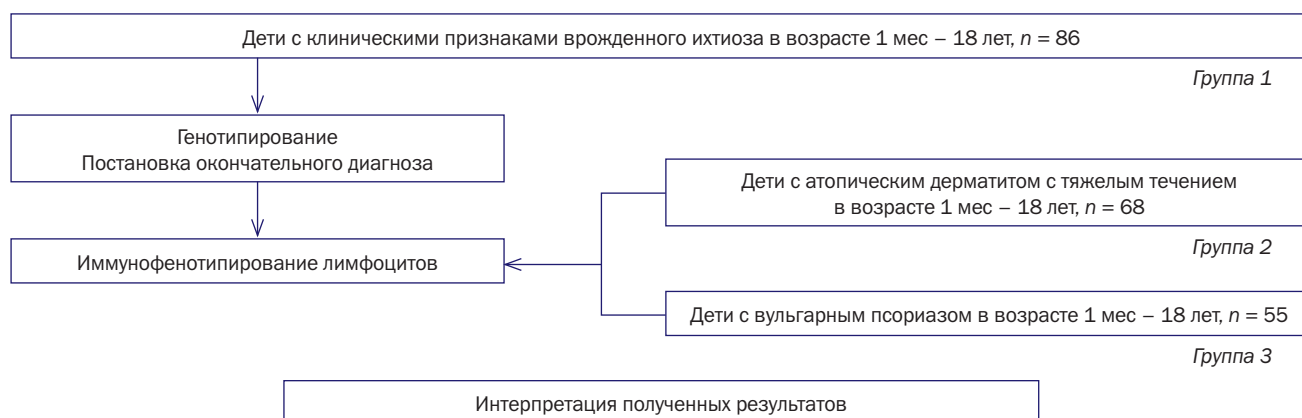 Дети с клиническими признаками врожденного ихтиоза в возрасте 1 мес – 18 лет, n = 86
Группа 1
Генотипирование
Постановка окончательного диагноза
Дети с атопическим дерматитом с тяжелым течением
в возрасте 1 мес – 18 лет, n = 68
Группа 2
Иммунофенотипирование лимфоцитов
Дети с вульгарным псориазом в возрасте 1 мес – 18 лет, n = 55
Группа 3
Интерпретация полученных результатов